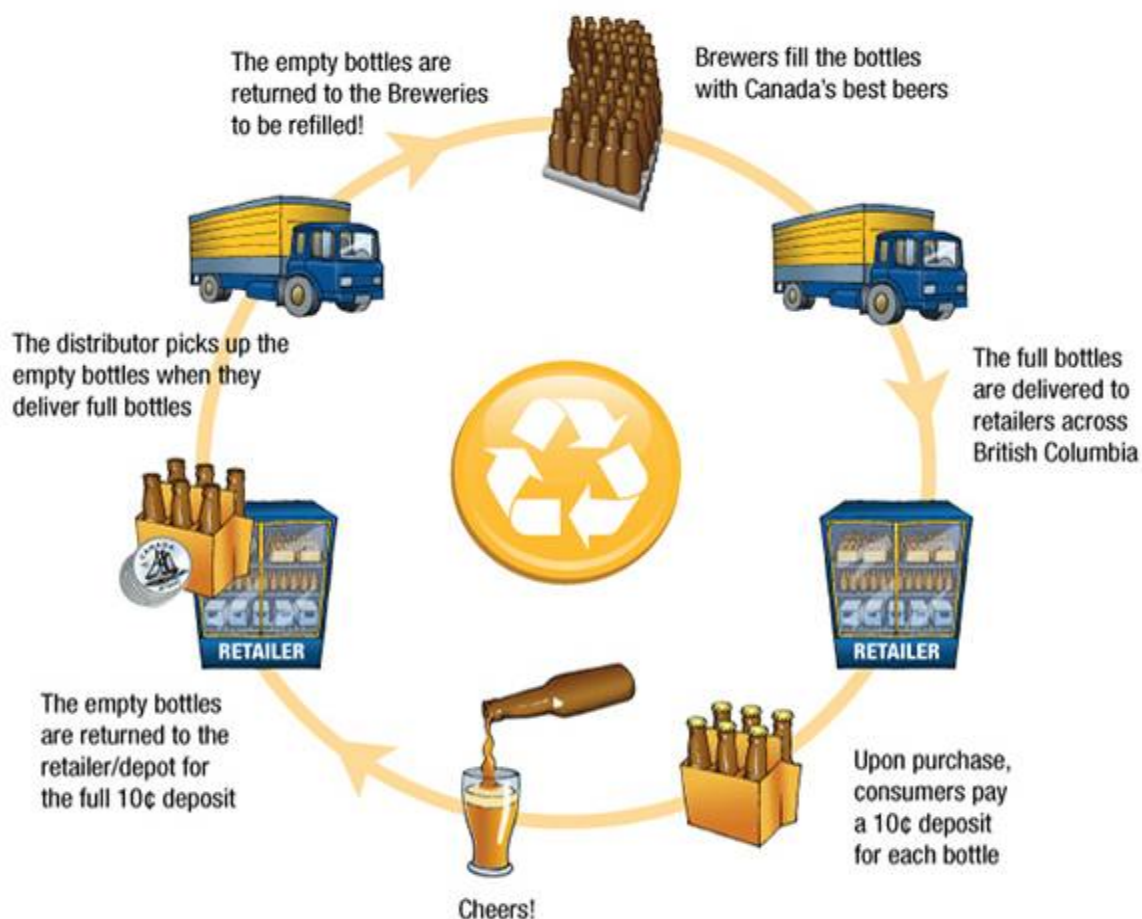 The empty bottles are
returned to the Breweries
to be refilled!
Brewers fill the bottles
with Canada's best beers
The full bottles
are delivered to
retailers across
British Columbia
RETAILER
Upon purchase,
consumers pay
a 10¢ deposit
for each bottle
Cheers!
The empty bottles
are returned to the
retailer/depot for
the full 10¢ deposit
RETAILER
CANADA
The distributor picks up the
empty bottles when they
deliver full bottles